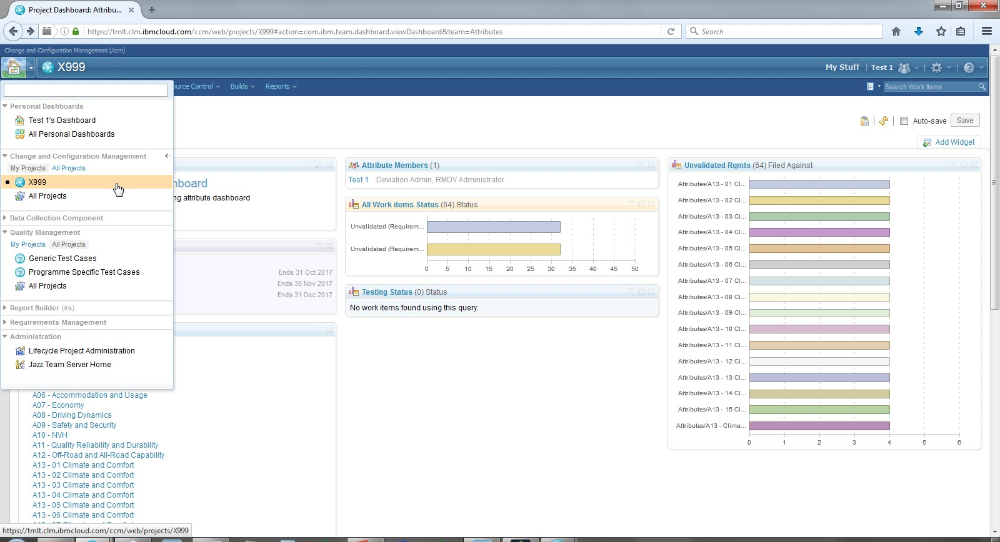 Project Dashboard: Attribu...
https://tmlt.clm.ibmcloud.com/ccm/web/projects/X999#action=com.ibm.team.dashboard.viewDashboard&team=Attributes
Search
Change and Configuration Management (/ccm)
X999
My Stuff
Test 1
ource Control
Builds
Reports
Search Work Items
Personal Dashboards
Test 1's Dashboard
All Personal Dashboards
Auto-save
Save
Add Widget
Change and Configuration Management
My Projects All Projects
X999
All Projects
Data Collection Component
Quality Management
My Projects All Projects
Generic Test Cases
Programme Specific Test Cases
All Projects
Report Builder (/rs)
Requirements Management
Administration
Lifecycle Project Administration
Jazz Team Server Home
hboard
ng attribute dashboard
Ends 31 Oct 2017
Ends 30 Nov 2017
Ends 31 Dec 2017
A06 - Accommodation and Usage
A07 - Economy
A08 - Driving Dynamics
A09 - Safety and Security
A10 - NVH
A11 - Quality Reliability and Durability
A12 - Off-Road and All-Road Capability
A13 - 01 Climate and Comfort
A13 - 02 Climate and Comfort
A13 - 03 Climate and Comfort
A13 - 04 Climate and Comfort
A13 - 05 Climate and Comfort
A13 - 06 Climate and Comfort
https://tmlt.clm.ibmcloud.com/ccm/web/projects/X999
Attribute Members (1)
Test 1 Deviation Admin, RMDV Administrator
All Work items Status (64) Status
Unvalidated (Requirem...
Unvalidated (Requirem...
0 5 10 15 20 25 30 35 40 45 50
Testing Status (0) Status
No work items found using this query.
Unvalidated Rqmts (64) Filed Against
Attributes/A13 - 01 Cl...
Attributes/A13 - 02 Cl...
Attributes/A13 - 03 Cl...
Attributes/A13 - 04 Cl...
Attributes/A13 - 05 Cl...
Attributes/A13 - 06 Cl...
Attributes/A13 - 07 Cl...
Attributes/A13 - 08 Cl...
Attributes/A13 - 09 Cl...
Attributes/A13 - 10 Cl...
Attributes/A13 - 11 Cl...
Attributes/A13 - 12 Cl...
Attributes/A13 - 13 Cl...
Attributes/A13 - 14 Cl...
Attributes/A13 - 15 Cl...
Attributes/A13 - Clima...
0 1 2 3 4 5 6